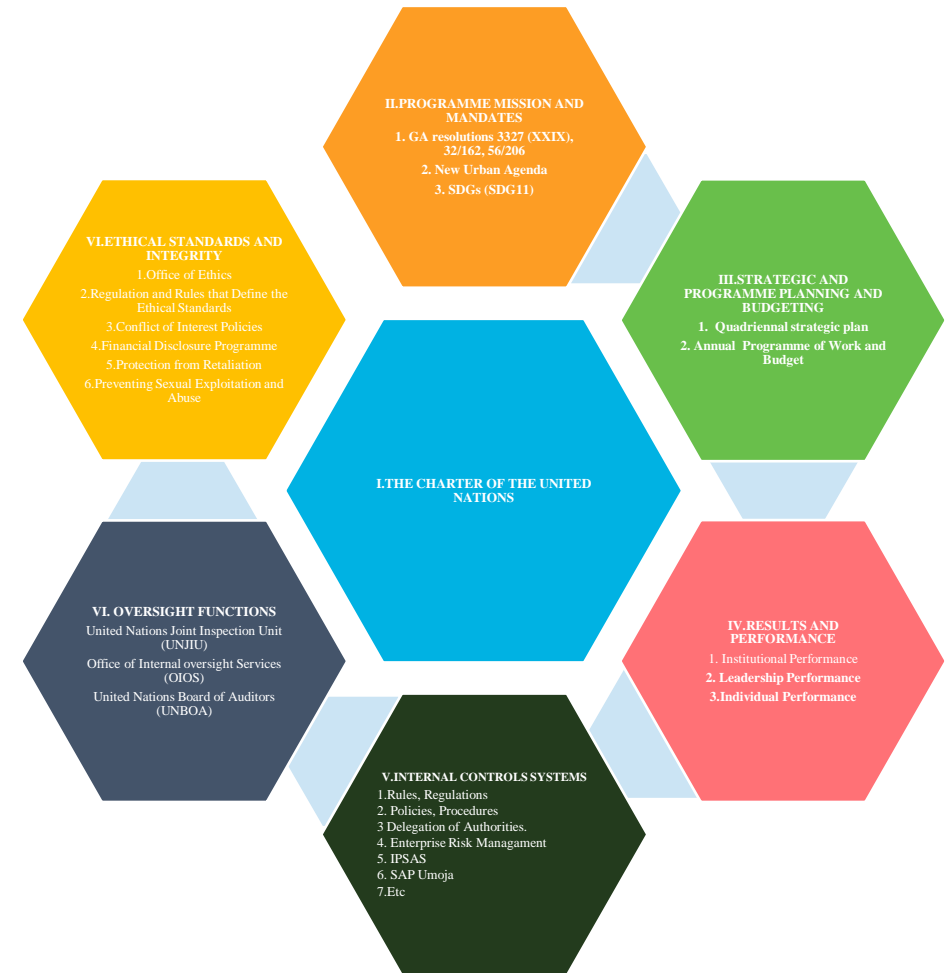 II.PROGRAMME MISSION AND
MANDATES
1. GA resolutions 3327 (XXIX),
32/162, 56/206
2. New Urban Agenda
3. SDGs (SDG11)
III.STRATEGIC AND
PROGRAMME PLANNING AND
BUDGETING
1. Quadriennal strategic plan
2. Annual Programme of Work and
Budget
IV.RESULTS AND
PERFORMANCE
1. Institutional Performance
2. Leadership Performance
3.Individual Performance
V.INTERNAL CONTROLS SYSTEMS
1.Rules, Regulations
2. Policies, Procedures
3 Delegation of Authorities.
4. Enterprise Risk Managament
5. IPSAS
6. SAP Umoja
7.Etc
VI. OVERSIGHT FUNCTIONS
United Nations Joint Inspection Unit
(UNJIU)
Office of Internal oversight Services
(OIOS)
United Nations Board of Auditors
(UNBOA)
VI.ETHICAL STANDARDS AND
INTEGRITY
1.Office of Ethics
2.Regulation and Rules that Define the
Ethical Standards
3.Conflict of Interest Policies
4.Financial Disclosure Programme
5.Protection from Retaliation
6.Preventing Sexual Exploitation and
Abuse
I.THE CHARTER OF THE UNITED
NATIONS